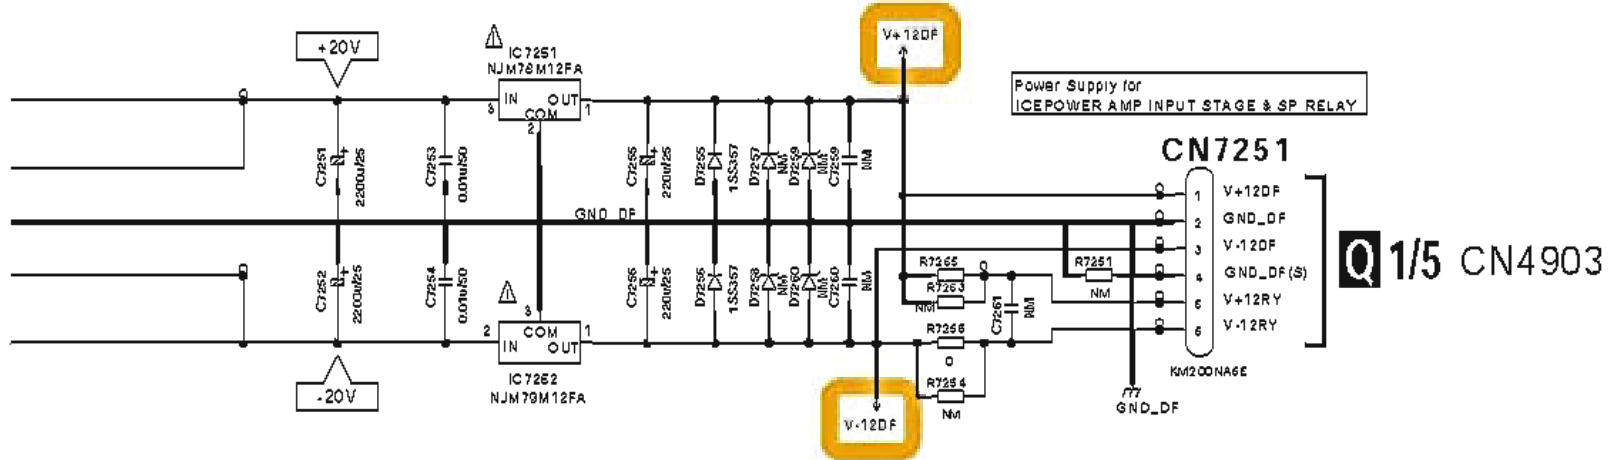 V+12DF
+20V
IC7251
NJM78M12FA
IN
OUT
COM
3
1
2
Power Supply for
ICEPOWER AMP INPUT STAGE & SP RELAY
CN7251
C7251
2200u/25
C7253
0.01u/50
C7255
220u/25
D7255
1SS357
D7257
NM
D7259
NM
C7259
NM
GND_DF
1
V+12DF
2
GND_DF
3
V-12DF
4
GND_DF(S)
5
V+12RY
6
V-12RY
Q 1/5 CN4903
C7252
2200u/25
C7254
0.01u/50
C7256
220u/25
D7256
1SS357
D7258
NM
D7260
NM
C7260
NM
R7265
R7263
NM
C7261
NM
R7251
NM
R7266
0
R7264
NM
2
3
1
COM
IN
OUT
IC7252
NJM79M12FA
-20V
V-12DF
KM200NA6E
GND_DF